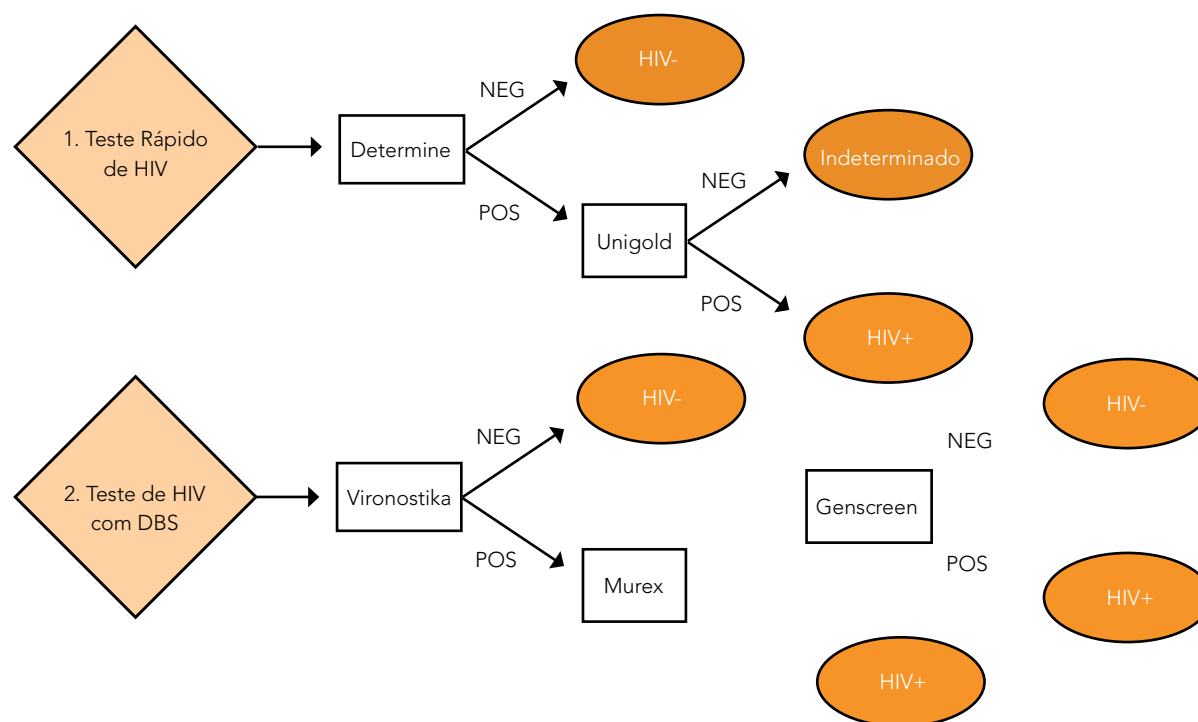 HIV-
NEG
1. Teste Rápido
de HIV
Determine
Indeterminado
NEG
POS
Unigold
POS
HIV+
HIV-
HIV-
NEG
NEG
2. Teste de HIV
com DBS
Vironostika
Genscreen
POS
POS
Murex
HIV+
HIV+